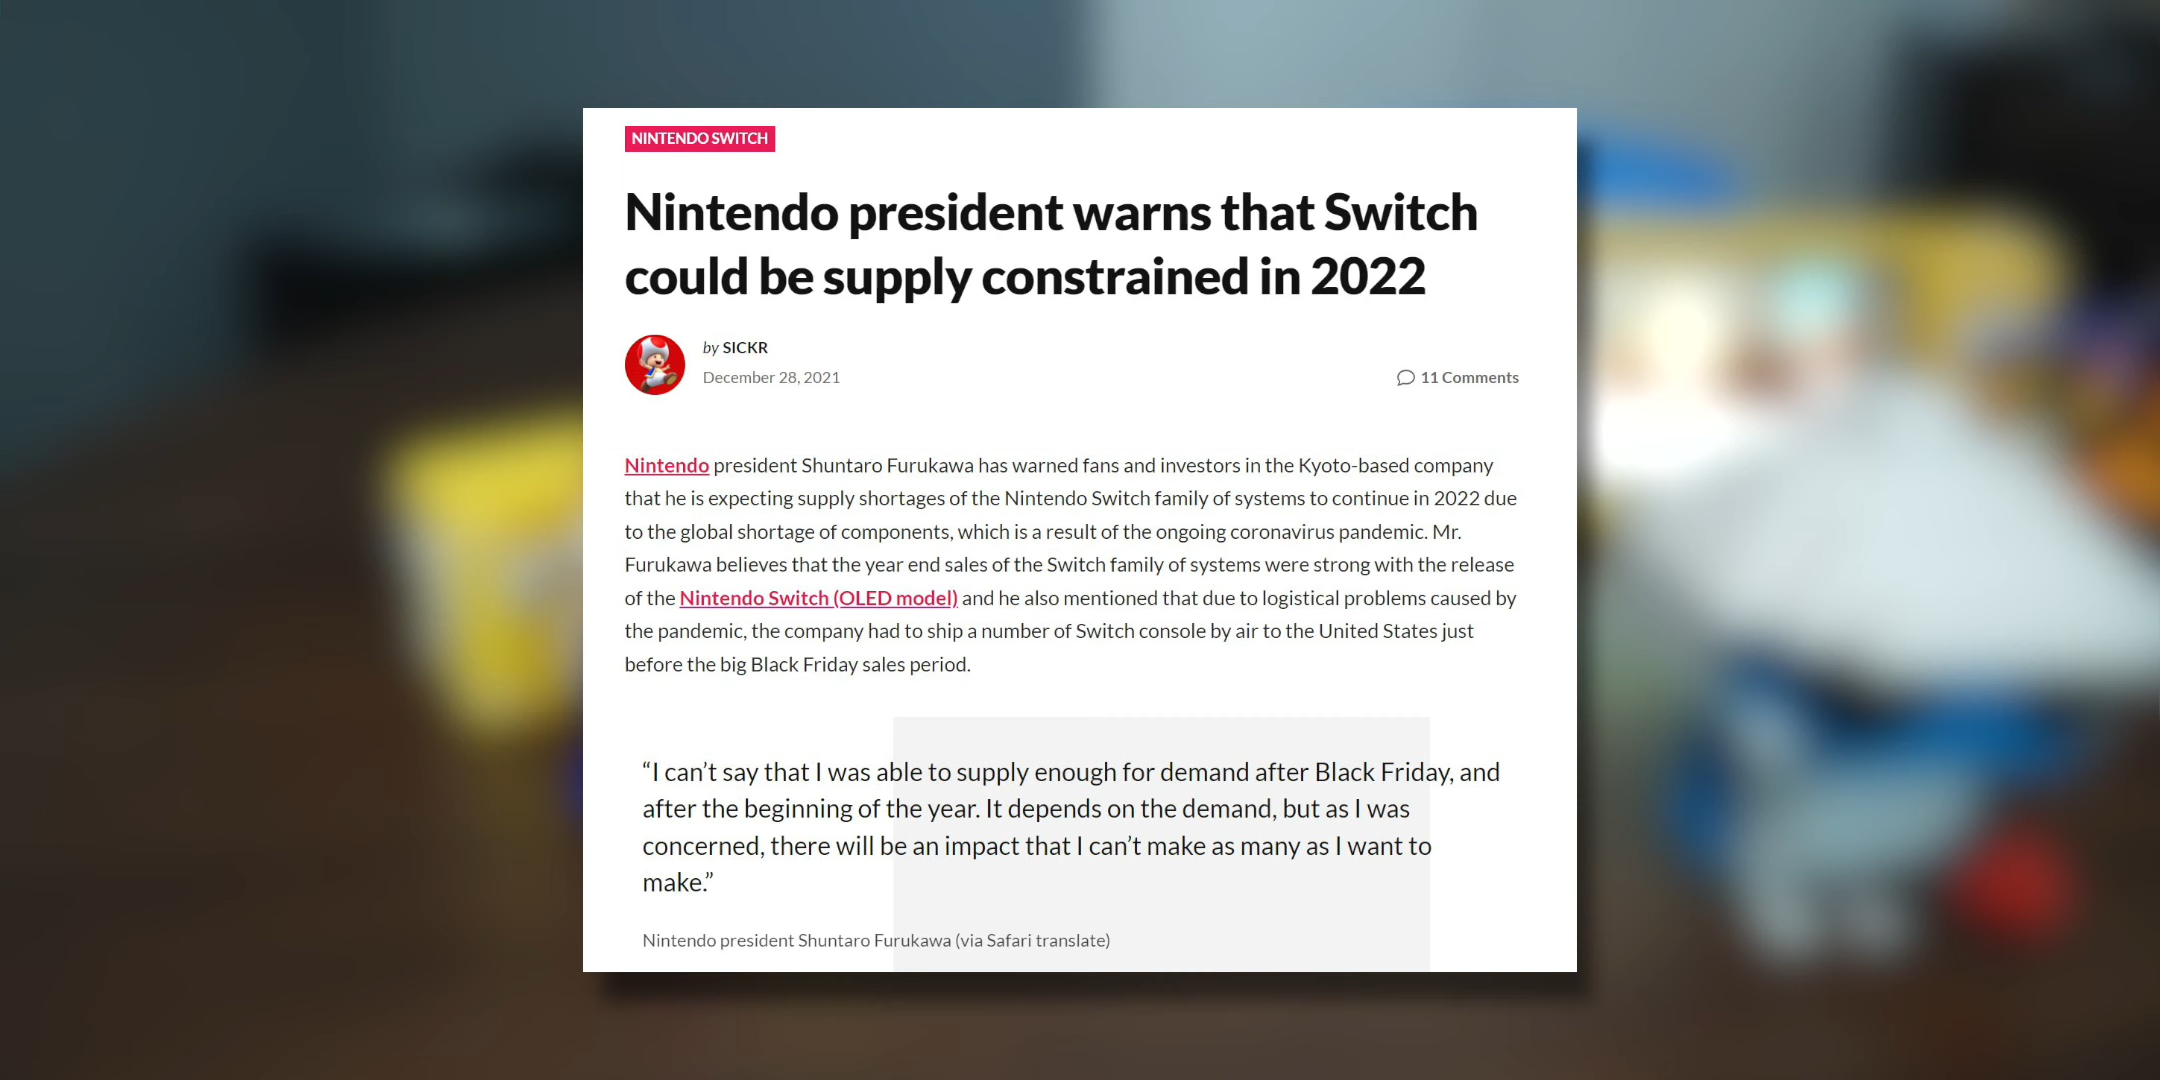 NINTENDO SWITCH
Nintendo president warns that Switch
could be supply constrained in 2022
by SICKR
December 28, 2021
11 Comments
Nintendo president Shuntaro Furukawa has warned fans and investors in the Kyoto-based company
that he is expecting supply shortages of the Nintendo Switch family of systems to continue in 2022 due
to the global shortage of components, which is a result of the ongoing coronavirus pandemic. Mr.
Furukawa believes that the year end sales of the Switch family of systems were strong with the release
of the Nintendo Switch (OLED model) and he also mentioned that due to logistical problems caused by
the pandemic, the company had to ship a number of Switch console by air to the United States just
before the big Black Friday sales period.
“I can’t say that I was able to supply enough for demand after Black Friday, and
after the beginning of the year. It depends on the demand, but as I was
concerned, there will be an impact that I can’t make as many as I want to
make.”
Nintendo president Shuntaro Furukawa (via Safari translate)